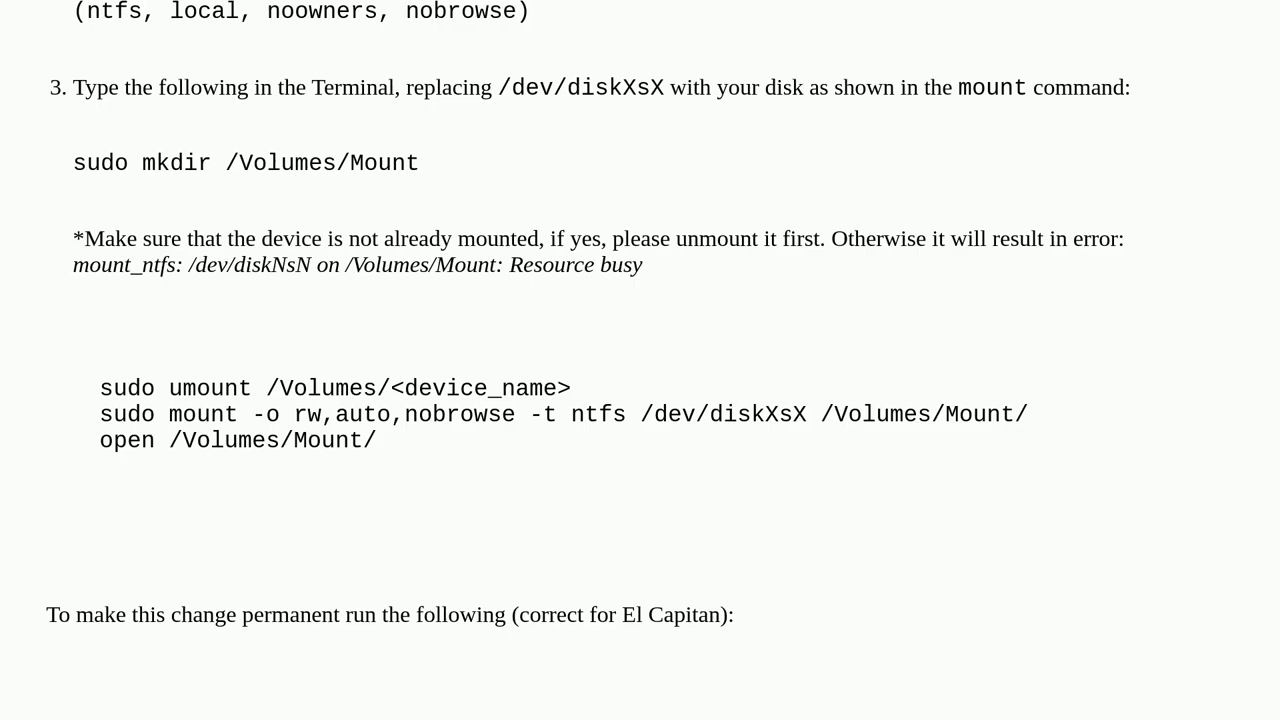 (ntfs, local, noowners, nobrowse)
3. Type the following in the Terminal, replacing /dev/diskXsX with your disk as shown in the mount command:
sudo mkdir /Volumes/Mount
*Make sure that the device is not already mounted, if yes, please unmount it first. Otherwise it will result in error:
mount_ntfs: /dev/diskNsN on /Volumes/Mount: Resource busy
sudo umount /Volumes/<device_name>
sudo mount -o rw,auto,nobrowse -t ntfs /dev/diskXsX /Volumes/Mount/
open /Volumes/Mount/
To make this change permanent run the following (correct for El Capitan):